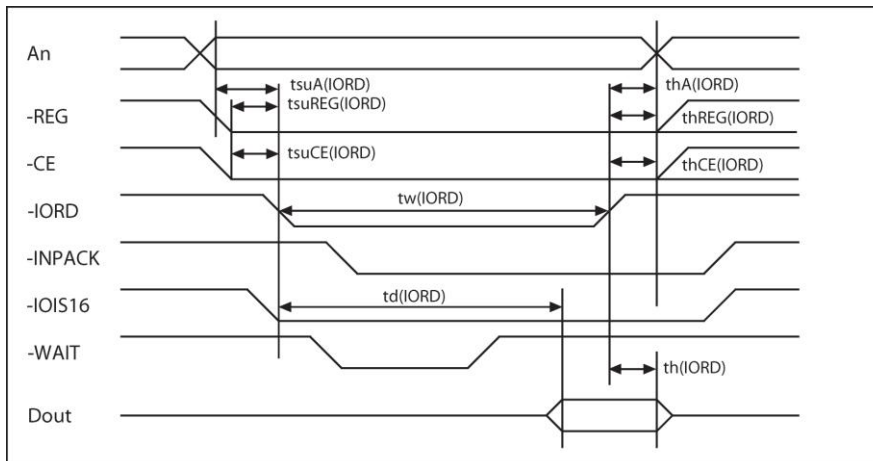 An
tsuA(IORD)
thA(IORD)
tsuREG(IORD)
-REG
thREG(IORD)
tsuCE(IORD)
-CE
thCE(IORD)
tw(IORD)
-IORD
-INPACK
td(IORD)
-IOIS16
-WAIT
th(IORD)
Dout